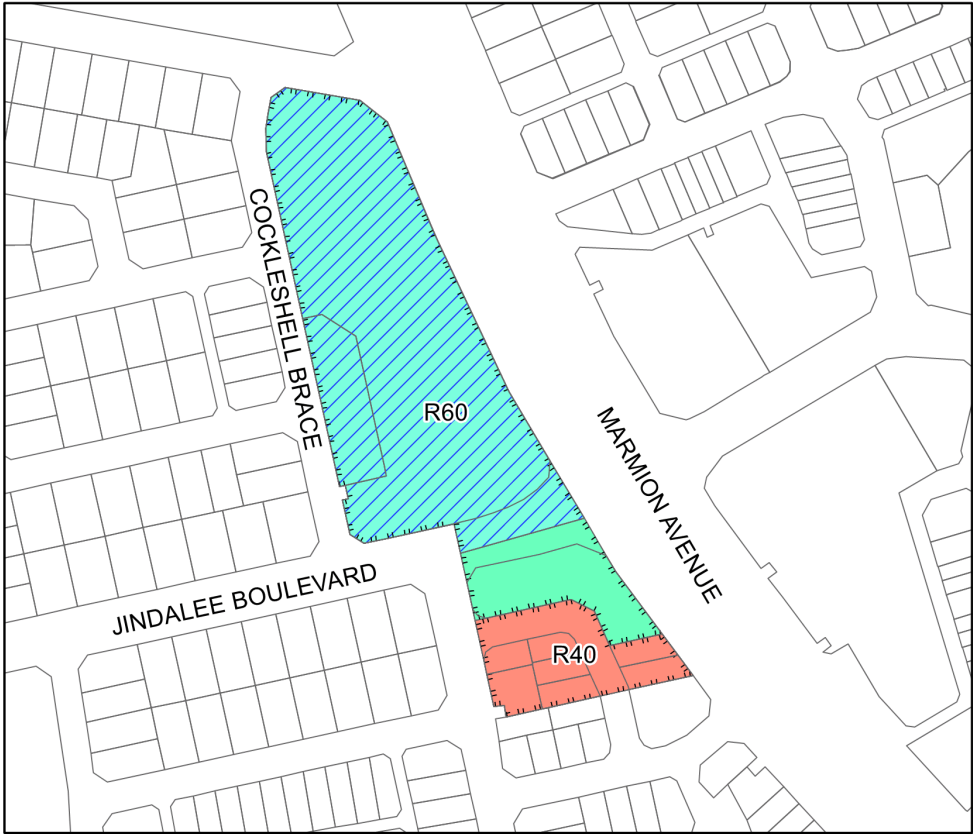 COCKLESHELL BRACE
R60
MARMION AVENUE
JINDALEE BOULEVARD
R40